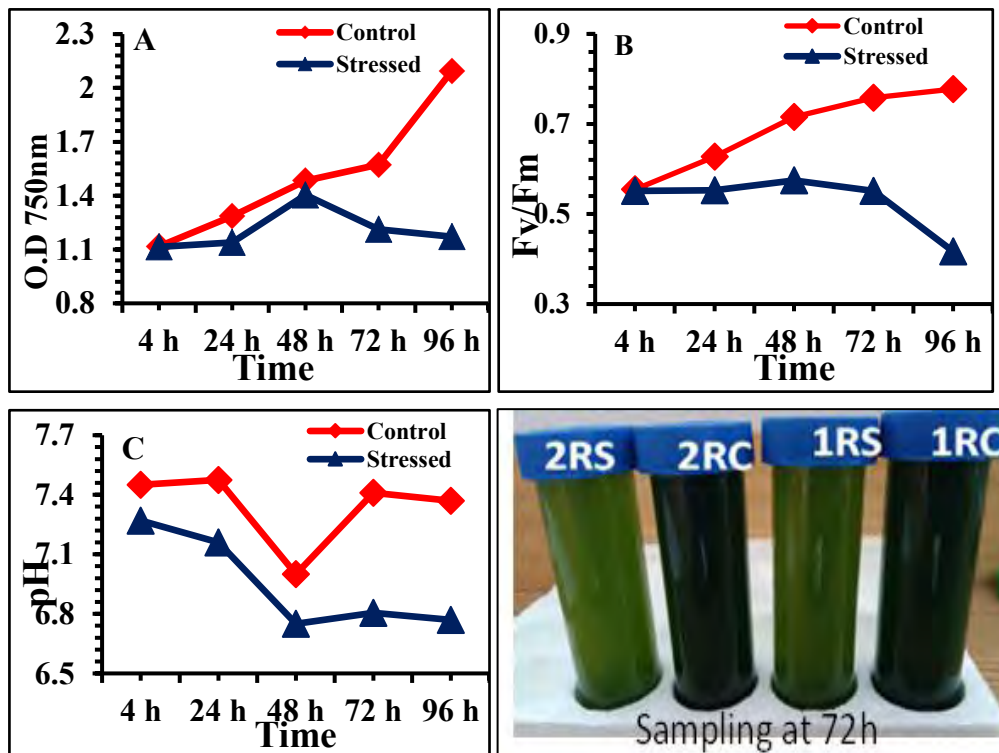 A
Control
Stressed
2.3
2
1.7
1.4
1.1
0.8
O.D 750nm
4 h 24 h 48 h 72 h 96 h
Time
B
Control
Stressed
0.9
0.7
0.5
0.3
Fv/Fm
4 h 24 h 48 h 72 h 96 h
Time
C
Control
Stressed
7.7
7.4
7.1
6.8
6.5
pH
4 h 24 h 48 h 72 h 96 h
Time
2RS 2RC 1RS 1RC
Sampling at 72h